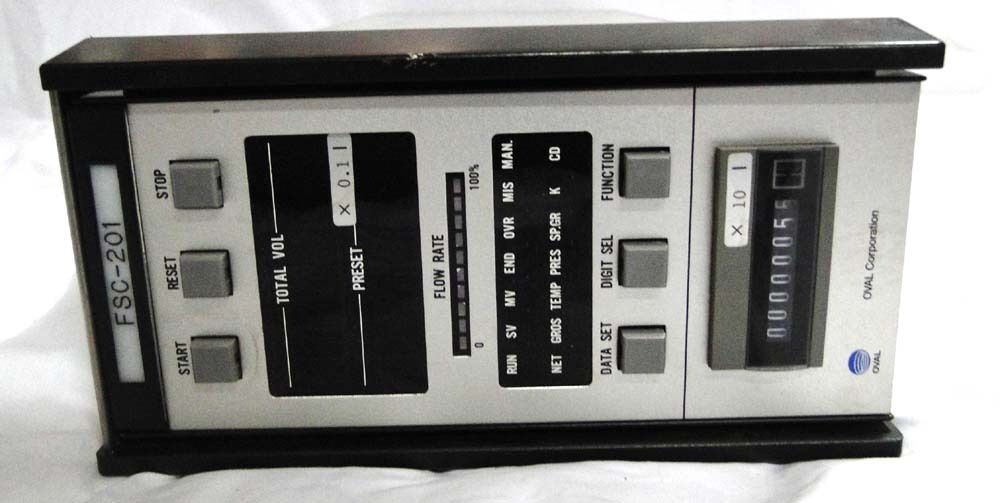 FSC-201
START RESET STOP
TOTAL VOL
× 0.1 l
PRESET
FLOW RATE
0 100%
RUN SV MV END OVR MIS MAN.
NET GROS TEMP PRES SP.GR K CD
DATA SET DIGIT SEL FUNCTION
× 10 l
OVAL
OVAL Corporation